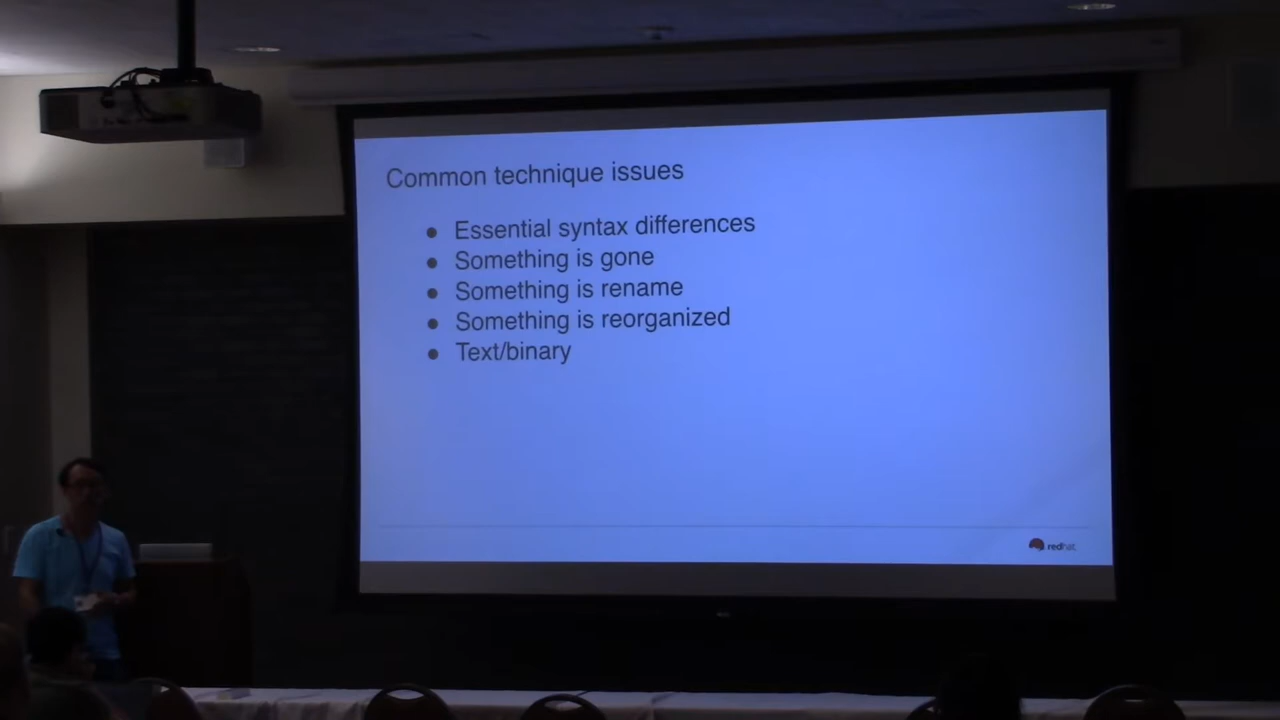 Common technique issues
● Essential syntax differences
● Something is gone
● Something is rename
● Something is reorganized
● Text/binary
redhat